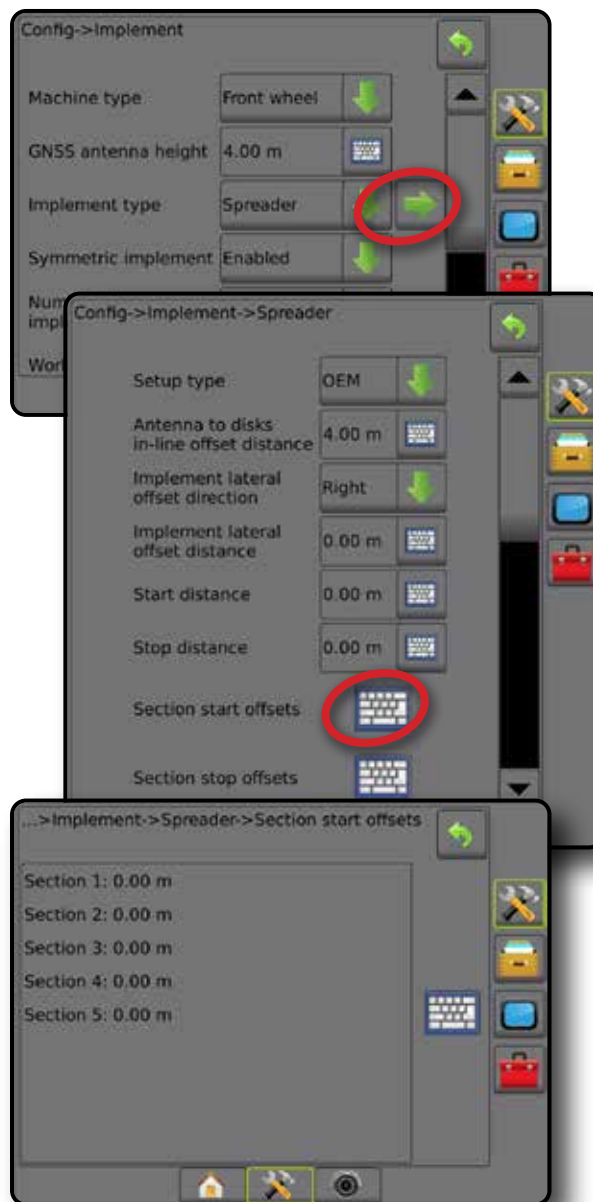 Config->Implement
Machine type Front wheel
GNSS antenna height 4.00 m
Implement type Spreader
Symmetric implement Enabled
Num
impl
Wor
Config->Implement->Spreader
Setup type OEM
Antenna to disks
in-line offset distance 4.00 m
Implement lateral
offset direction Right
Implement lateral
offset distance 0.00 m
Start distance 0.00 m
Stop distance 0.00 m
Section start offsets
Section stop offsets
...>Implement->Spreader->Section start offsets
Section 1: 0.00 m
Section 2: 0.00 m
Section 3: 0.00 m
Section 4: 0.00 m
Section 5: 0.00 m